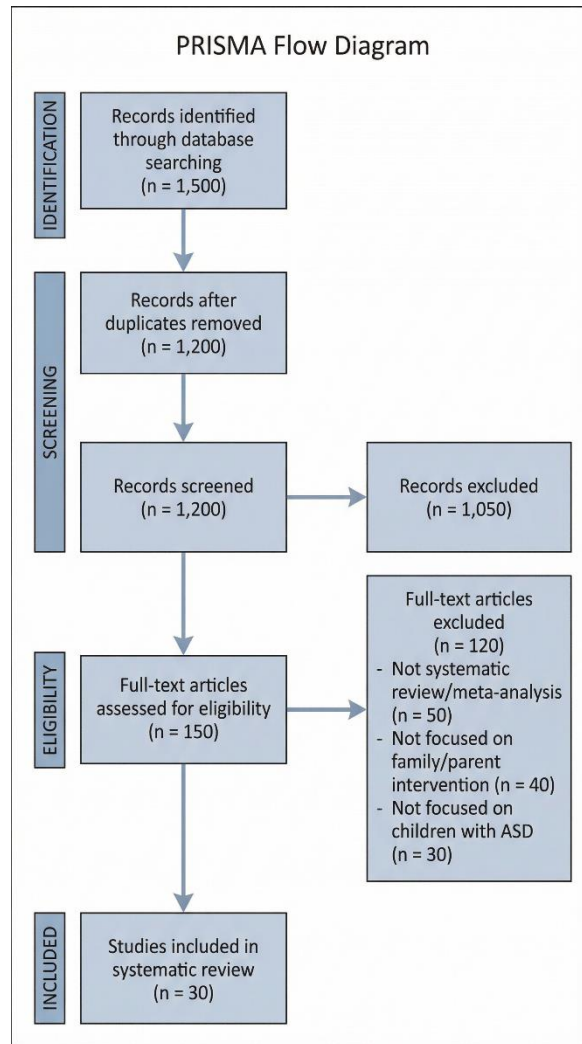 PRISMA Flow Diagram
IDENTIFICATION
Records identified
through database
searching
(n = 1,500)
SCREENING
Records after
duplicates removed
(n = 1,200)
Records screened
(n = 1,200)
Records excluded
(n = 1,050)
ELIGIBILITY
Full-text articles
assessed for eligibility
(n = 150)
Full-text articles
excluded
(n = 120)
- Not systematic
review/meta-analysis
(n = 50)
- Not focused on
family/parent
intervention (n = 40)
- Not focused on
children with ASD
(n = 30)
INCLUDED
Studies included in
systematic review
(n = 30)